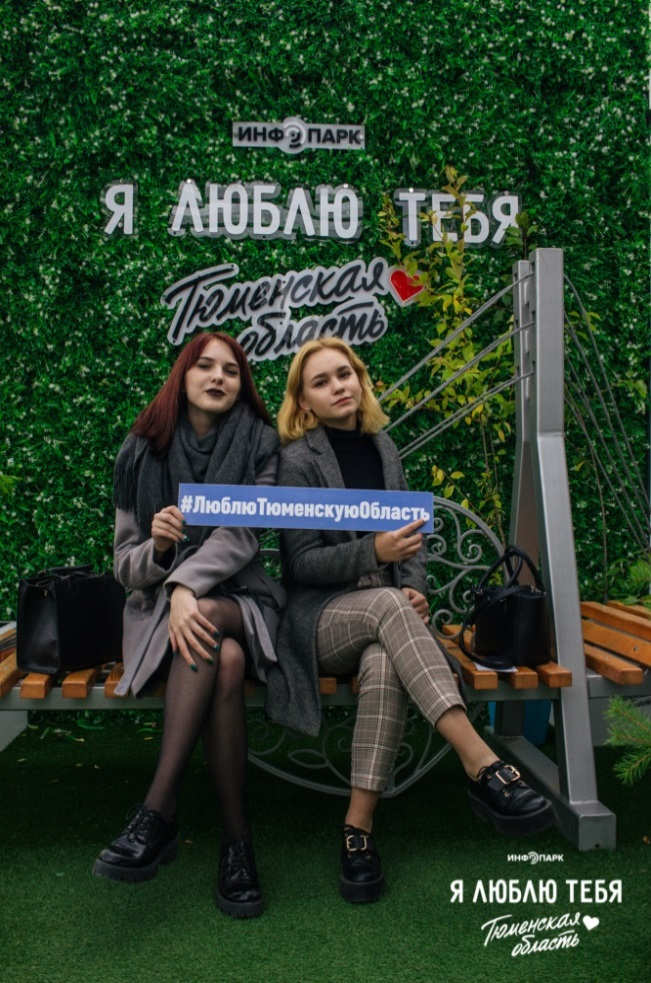 ИНФОПАРК
Я ЛЮБЛЮ ТЕБЯ
Тюменская
область
#ЛюблюТюменскуюОбласть
ИНФОПАРК
Я ЛЮБЛЮ ТЕБЯ
Тюменская
область